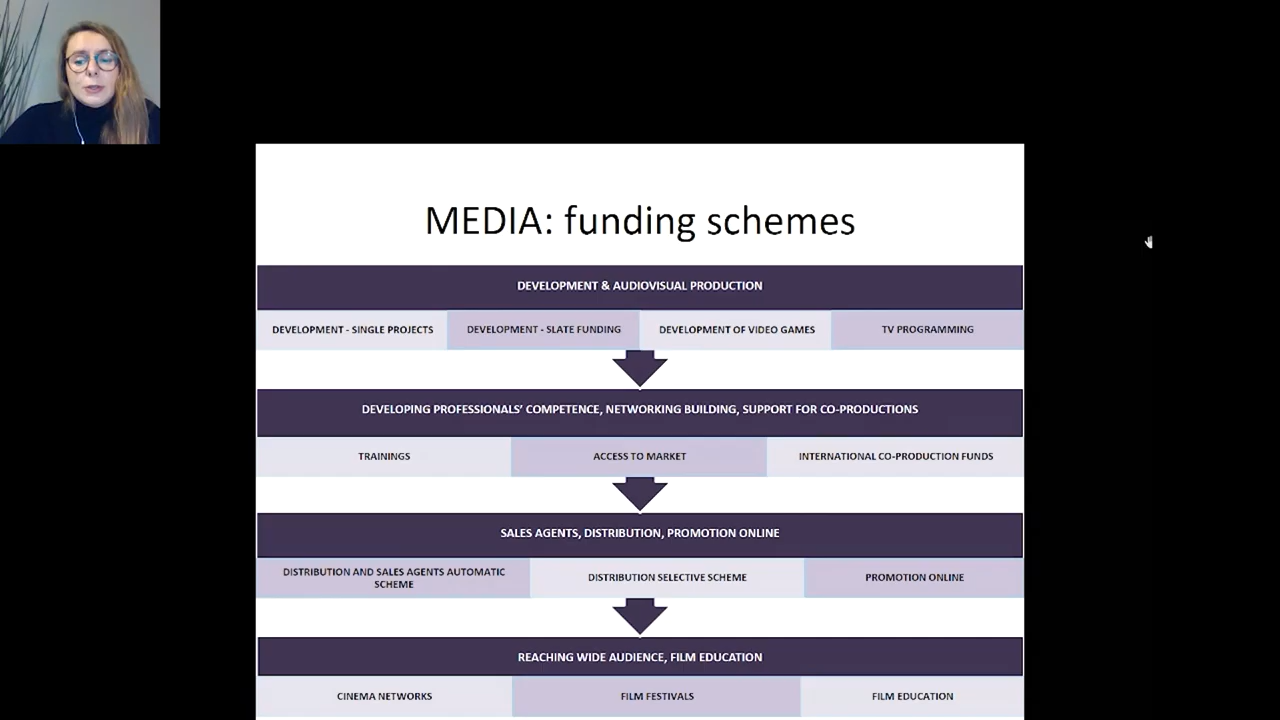 MEDIA: funding schemes
DEVELOPMENT & AUDIOVISUAL PRODUCTION
DEVELOPMENT - SINGLE PROJECTS
DEVELOPMENT - SLATE FUNDING
DEVELOPMENT OF VIDEO GAMES
TV PROGRAMMING
DEVELOPING PROFESSIONALS' COMPETENCE, NETWORKING BUILDING, SUPPORT FOR CO-PRODUCTIONS
TRAININGS
ACCESS TO MARKET
INTERNATIONAL CO-PRODUCTION FUNDS
SALES AGENTS, DISTRIBUTION, PROMOTION ONLINE
DISTRIBUTION AND SALES AGENTS AUTOMATIC
SCHEME
DISTRIBUTION SELECTIVE SCHEME
PROMOTION ONLINE
REACHING WIDE AUDIENCE, FILM EDUCATION
CINEMA NETWORKS
FILM FESTIVALS
FILM EDUCATION